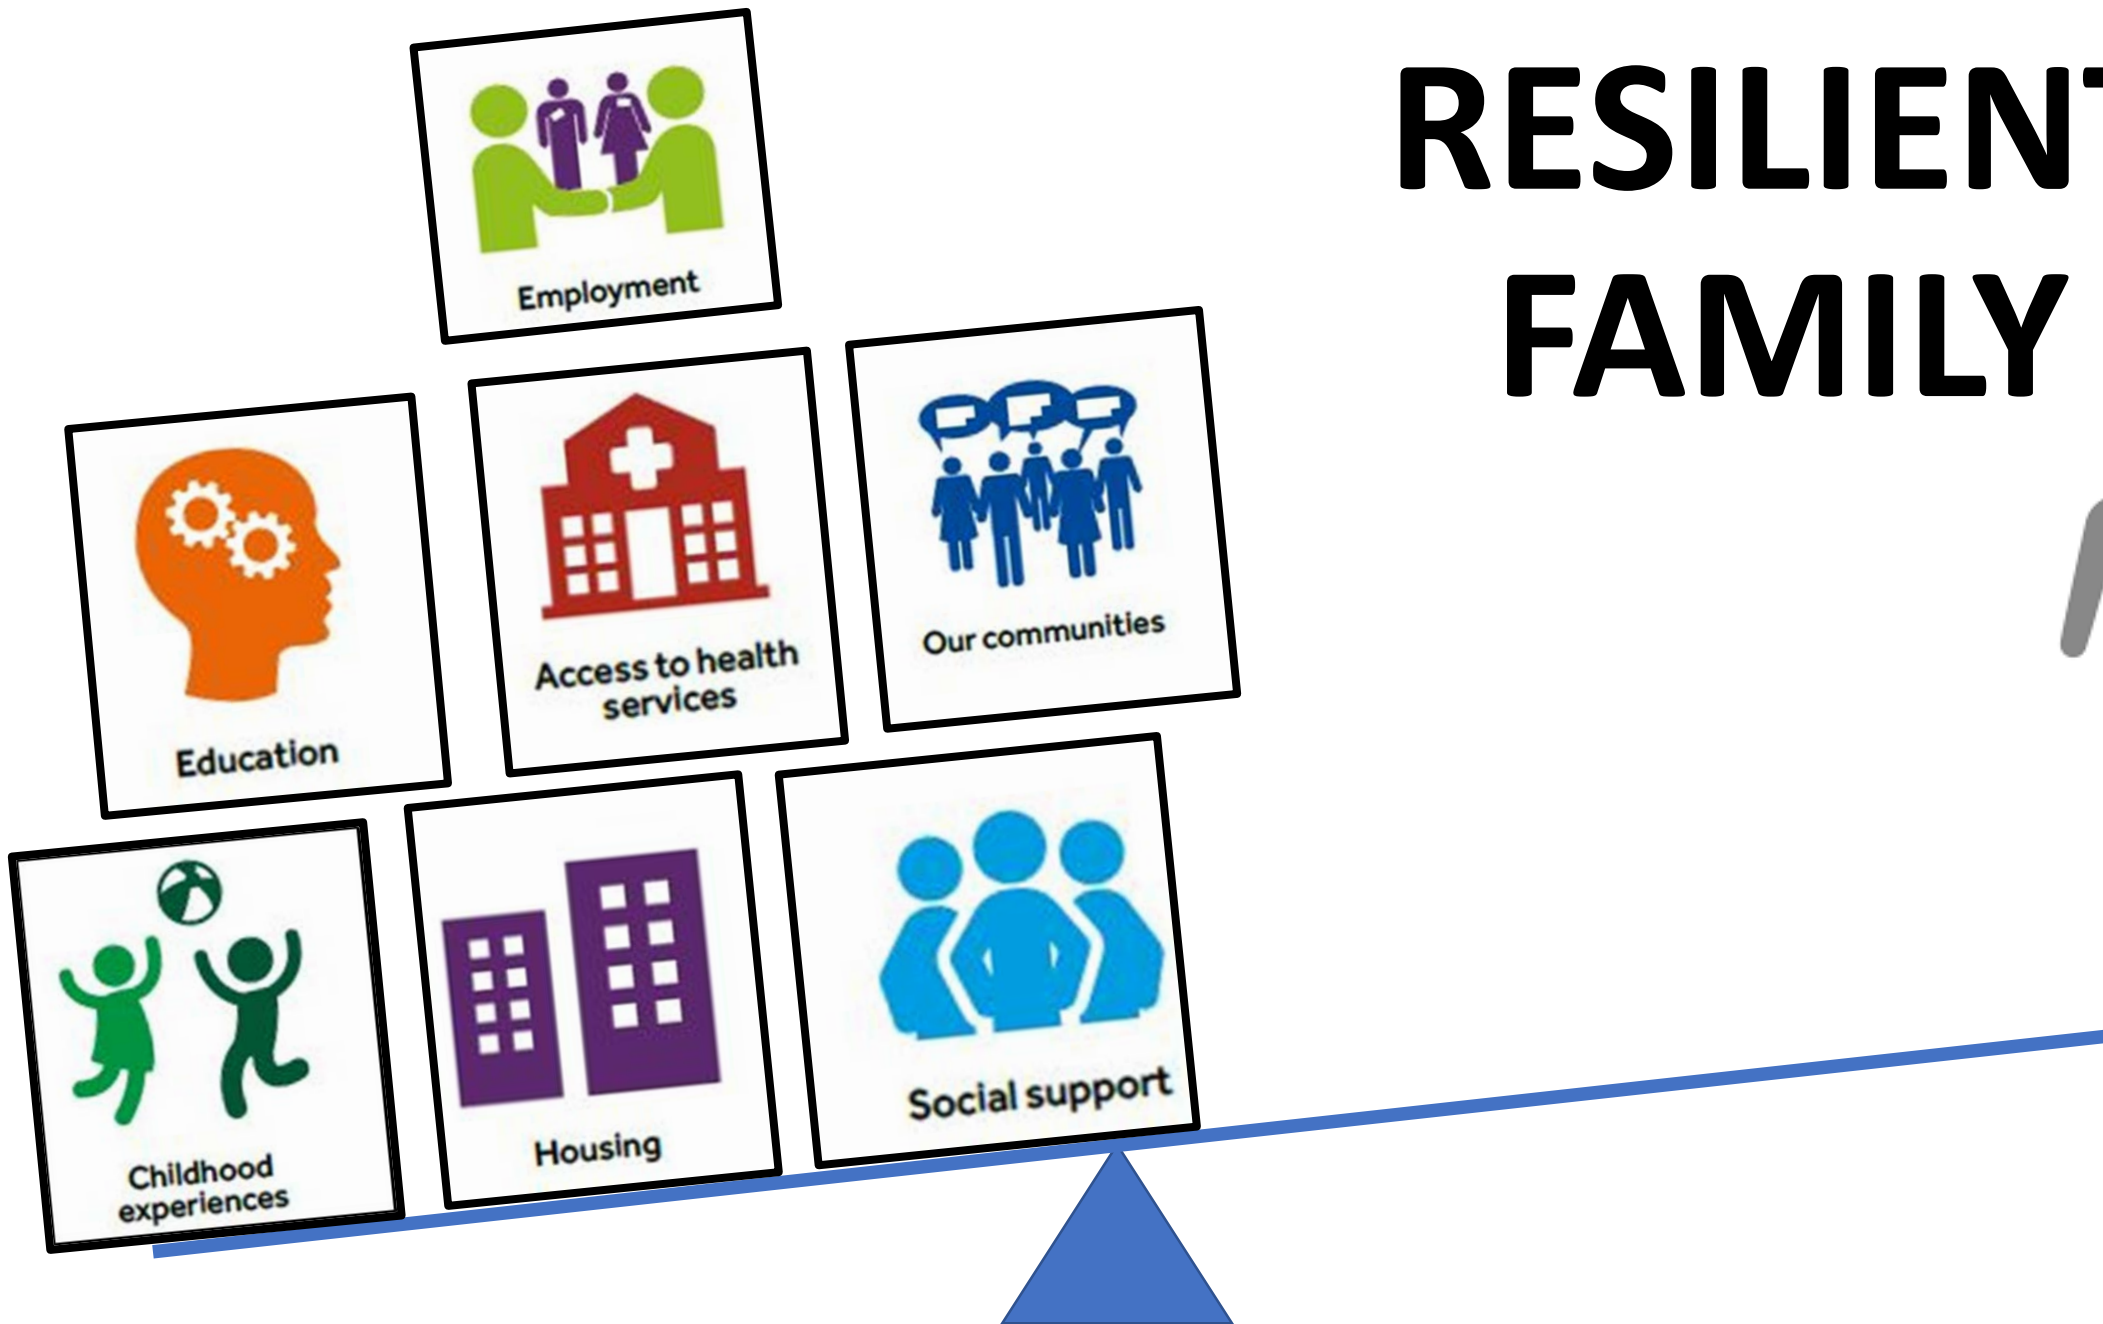 RESILIENT
FAMILY
Employment
Education
Access to health
services
Our communities
Childhood
experiences
Housing
Social support